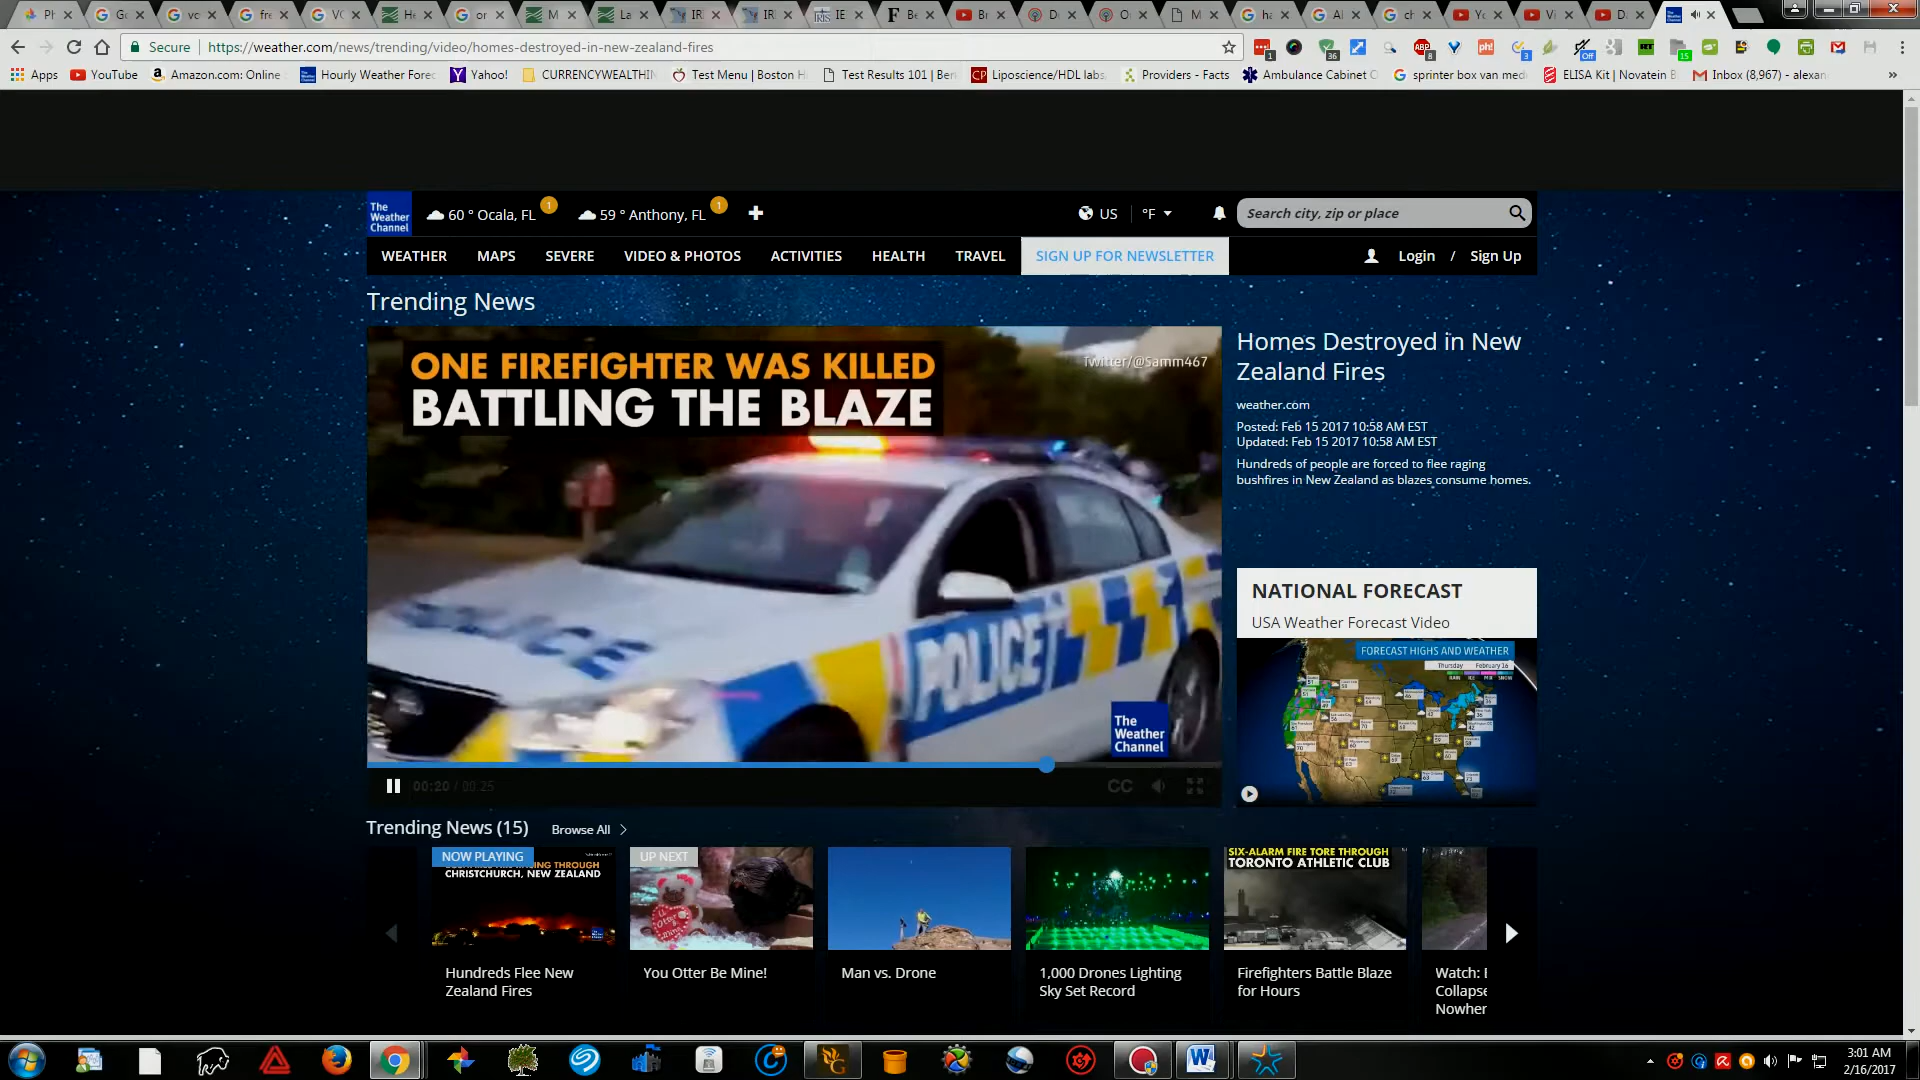 Secure
https://weather.com/news/trending/video/homes-destroyed-in-new-zealand-fires
Apps YouTube Amazon.com: Online Hourly Weather Forec Yahoo! CURRENCYWEALTHIN Test Menu | Boston H Test Results 101 | Ber Liposcience/HDL labs Providers - Facts Ambulance Cabinet C sprinter box van med ELISA Kit | Novatein B Inbox (8,967) - alexan
The Weather Channel
60 ° Ocala, FL 1
59 ° Anthony, FL 1
US °F
Search city, zip or place
WEATHER MAPS SEVERE VIDEO & PHOTOS ACTIVITIES HEALTH TRAVEL SIGN UP FOR NEWSLETTER Login / Sign Up
Trending News
ONE FIREFIGHTER WAS KILLED
BATTLING THE BLAZE
Twitter/@Samm467
POLICE
POLICE
The
Weather
Channel
00:20 / 00:25
CC
Homes Destroyed in New
Zealand Fires
weather.com
Posted: Feb 15 2017 10:58 AM EST
Updated: Feb 15 2017 10:58 AM EST
Hundreds of people are forced to flee raging
bushfires in New Zealand as blazes consume homes.
NATIONAL FORECAST
USA Weather Forecast Video
FORECAST HIGHS AND WEATHER
Thursday February 16
Trending News (15) Browse All
NOW PLAYING
CHRISTCHURCH, NEW ZEALAND
Hundreds Flee New
Zealand Fires
UP NEXT
You Otter Be Mine!
Man vs. Drone
1,000 Drones Lighting
Sky Set Record
SIX-ALARM FIRE TORE THROUGH
TORONTO ATHLETIC CLUB
Firefighters Battle Blaze
for Hours
Watch:
Collapse
Nowher
3:01 AM
2/16/2017